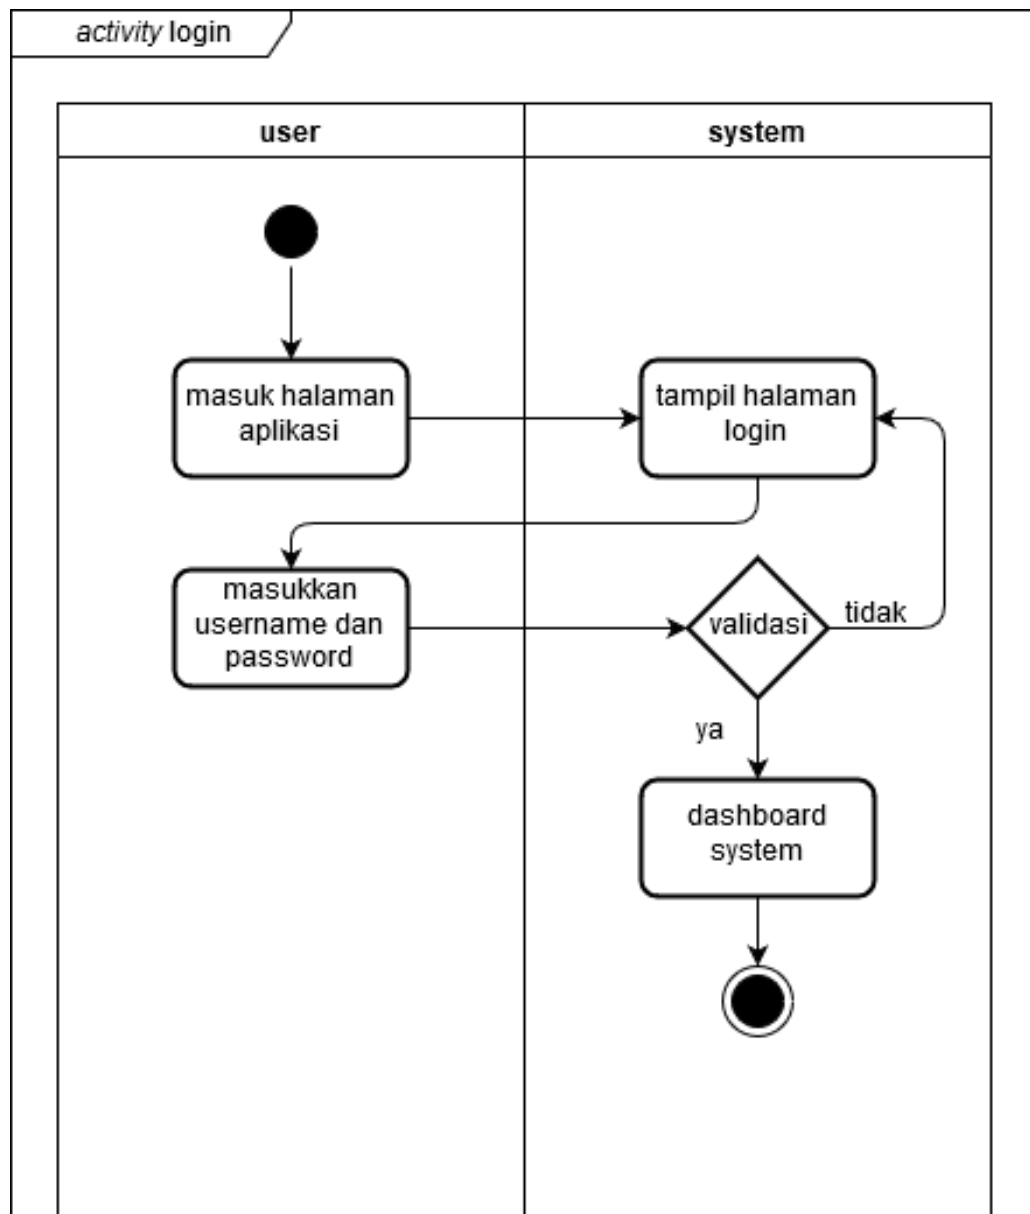 activity login
user
system
masuk halaman
aplikasi
tampil halaman
login
masukkan
username dan
password
validasi
tidak
ya
dashboard
system